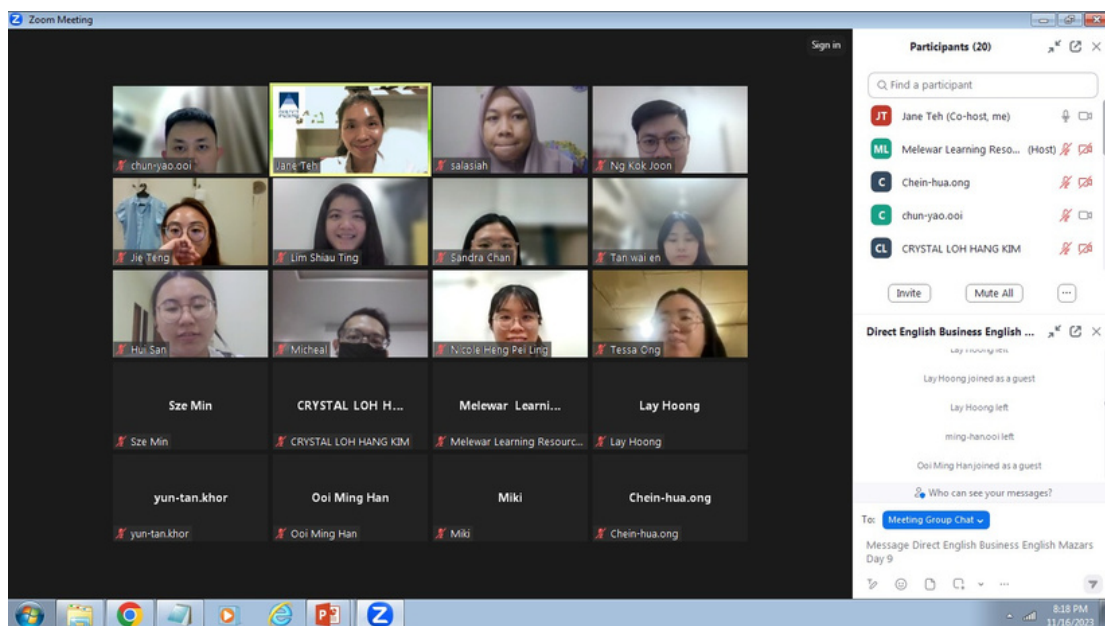 Zoom Meeting
Sign in
chun-yao.ooi
Jane Teh
salasiah
Ng Kok Joon
Jie Teng
Lim Shiau Ting
Sandra Chan
Tan wai en
Hui San
Micheal
Nicole Heng Pei Ling
Tessa Ong
Sze Min
CRYSTAL LOH H...
Melewar Learni...
Lay Hoong
Sze Min
CRYSTAL LOH HANG KIM
Melewar Learning Resourc...
Lay Hoong
yun-tan.khor
Ooi Ming Han
Miki
Chein-hua.ong
yun-tan.khor
Ooi Ming Han
Miki
Chein-hua.ong
Participants (20)
Find a participant
JT Jane Teh (Co-host, me)
ML Melewar Learning Reso... (Host)
C Chein-hua.ong
C chun-yao.ooi
CL CRYSTAL LOH HANG KIM
Invite Mute All ...
Direct English Business English ...
Lay Hoong left
Lay Hoong joined as a guest
Lay Hoong left
ming-han.ooi left
Ooi Ming Han joined as a guest
Who can see your messages?
To: Meeting Group Chat
Message Direct English Business English Mazars
Day 9
8:18 PM
11/16/2023